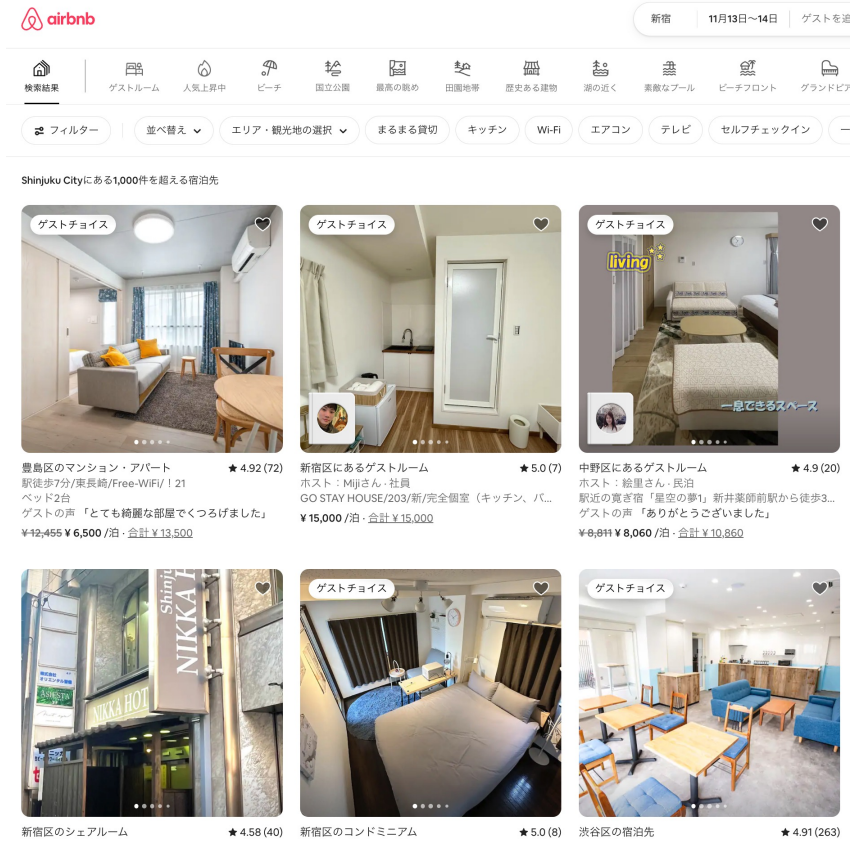 airbnb
新宿 11月13日〜14日 ゲストを追
検索結果 ゲストルーム 人気上昇中 ビーチ 国立公園 最高の眺め 田園地帯 歴史ある建物 湖の近く 素敵なプール ビーチフロント グランドピア
フィルター 並べ替え エリア・観光地の選択 まるまる貸切 キッチン Wi-Fi エアコン テレビ セルフチェックイン
Shinjuku Cityにある1,000件を超える宿泊先
ゲストチョイス
豊島区のマンション・アパート ★ 4.92 (72)
駅徒歩7分/東長崎/Free-WiFi/！21
ベッド2台
ゲストの声 「とても綺麗な部屋でくつろげました」
¥12,455 ¥6,500 /泊 · 合計 ¥13,500
ゲストチョイス
新宿区にあるゲストルーム ★ 5.0 (7)
ホスト：Mijiさん · 社員
GO STAY HOUSE/203/新/完全個室（キッチン、バ...
¥15,000 /泊 · 合計 ¥15,000
ゲストチョイス
living
一息できるスペース
中野区にあるゲストルーム ★ 4.9 (20)
ホスト：絵里さん · 民泊
駅近の寛ぎ宿「星空の夢1」新井薬師前駅から徒歩3...
ゲストの声 「ありがとうございました」
¥8,811 ¥8,060 /泊 · 合計 ¥10,860
Shinju
NIKKA H
NIKKA HOT
新宿区のシェアルーム ★ 4.58 (40)
ゲストチョイス
新宿区のコンドミニアム ★ 5.0 (8)
ゲストチョイス
渋谷区の宿泊先 ★ 4.91 (263)